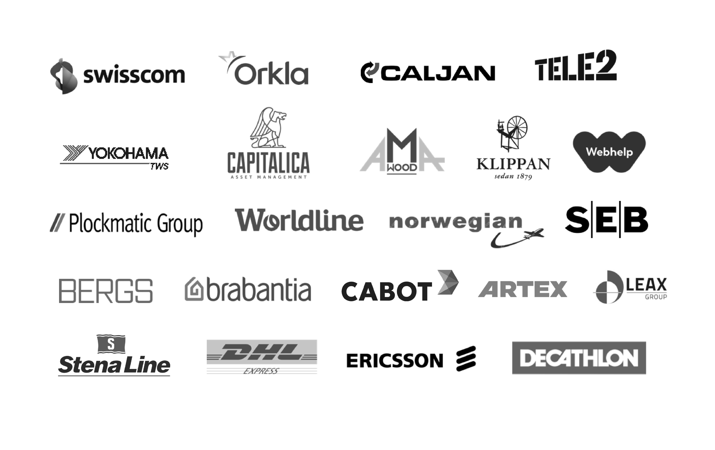 swisscom
Orkla
CALJAN
TELE2
YOKOHAMA
TWS
CAPITALICA
ASSET MANAGEMENT
AMA
WOOD
KLIPPAN
sedan 1879
Webhelp
Plockmatic Group
Worldline
norwegian
S|E|B
BERGS
brabantia
CABOT
ARTEX
LEAX
GROUP
S
Stena Line
DHL
EXPRESS
ERICSSON
DECATHLON